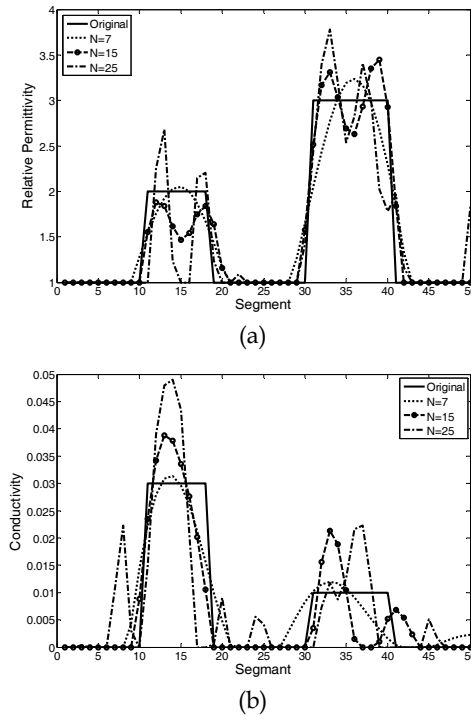 4
3.5
3
2.5
2
1.5
1
Relative Permittivity
Original
N=7
N=15
N=25
0 5 10 15 20 25 30 35 40 45 50
Segment
(a)
0.05
0.045
0.04
0.035
0.03
0.025
0.02
0.015
0.01
0.005
0
Conductivity
Original
N=7
N=15
N=25
0 5 10 15 20 25 30 35 40 45 50
Segmant
(b)